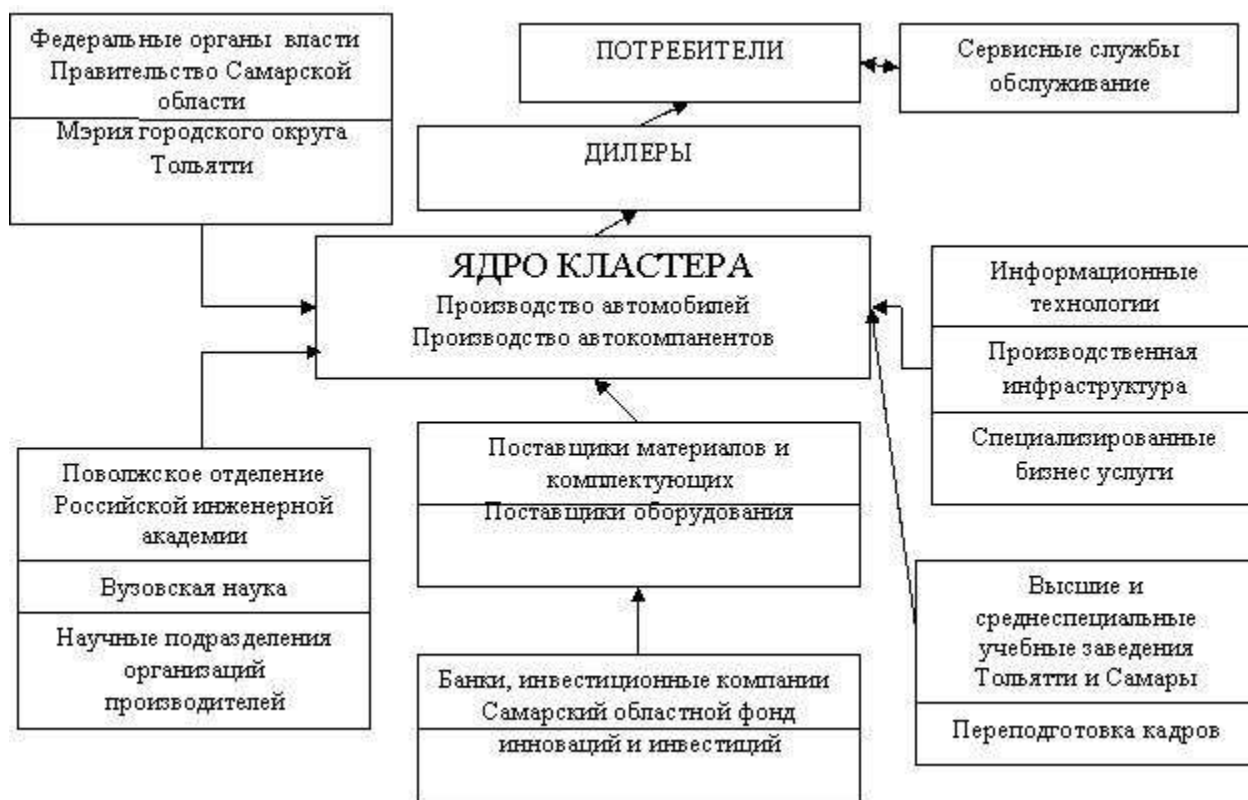 Федеральные органы власти
Правительство Самарской
области
Мэрия городского округа
Тольятти
ПОТРЕБИТЕЛИ
Сервисные службы
обслуживание
ДИЛЕРЫ
ЯДРО КЛАСТЕРА
Производство автомобилей
Производство автокомпанентов
Информационные
технологии
Производственная
инфраструктура
Специализированные
бизнес услуги
Поволжское отделение
Российской инженерной
академии
Вузовская наука
Научные подразделения
организаций
производителей
Поставщики материалов и
комплектующих
Поставщики оборудования
Банки, инвестиционные компании
Самарский областной фонд
инноваций и инвестиций
Высшие и
среднеспециальные
учебные заведения
Тольятти и Самары
Переподготовка кадров